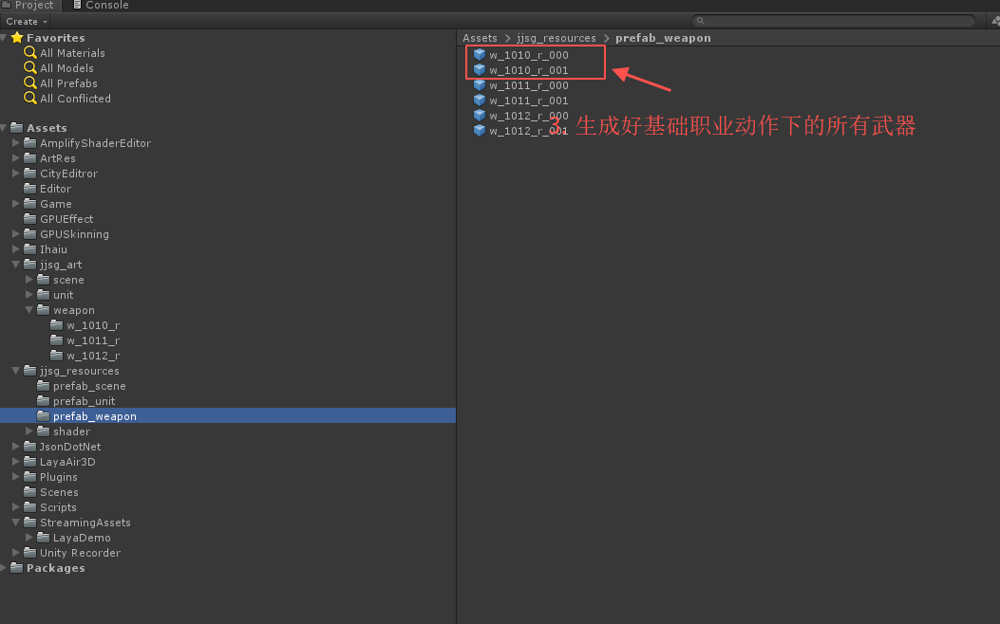 Project Console
Create
Favorites
All Materials
All Models
All Prefabs
All Conflicted
Assets
AmplifyShaderEditor
ArtRes
CityEditror
Editor
Game
GPUEffect
GPUSkinning
Ihaiu
jjsg_art
scene
unit
weapon
w_1010_r
w_1011_r
w_1012_r
jjsg_resources
prefab_scene
prefab_unit
prefab_weapon
shader
JsonDotNet
LayaAir3D
Plugins
Scenes
Scripts
StreamingAssets
LayaDemo
Unity Recorder
Packages
Assets > jjsg_resources > prefab_weapon
w_1010_r_000
w_1010_r_001
w_1011_r_000
w_1011_r_001
w_1012_r_000
w_1012_r_001
3. 生成好基础职业动作下的所有武器